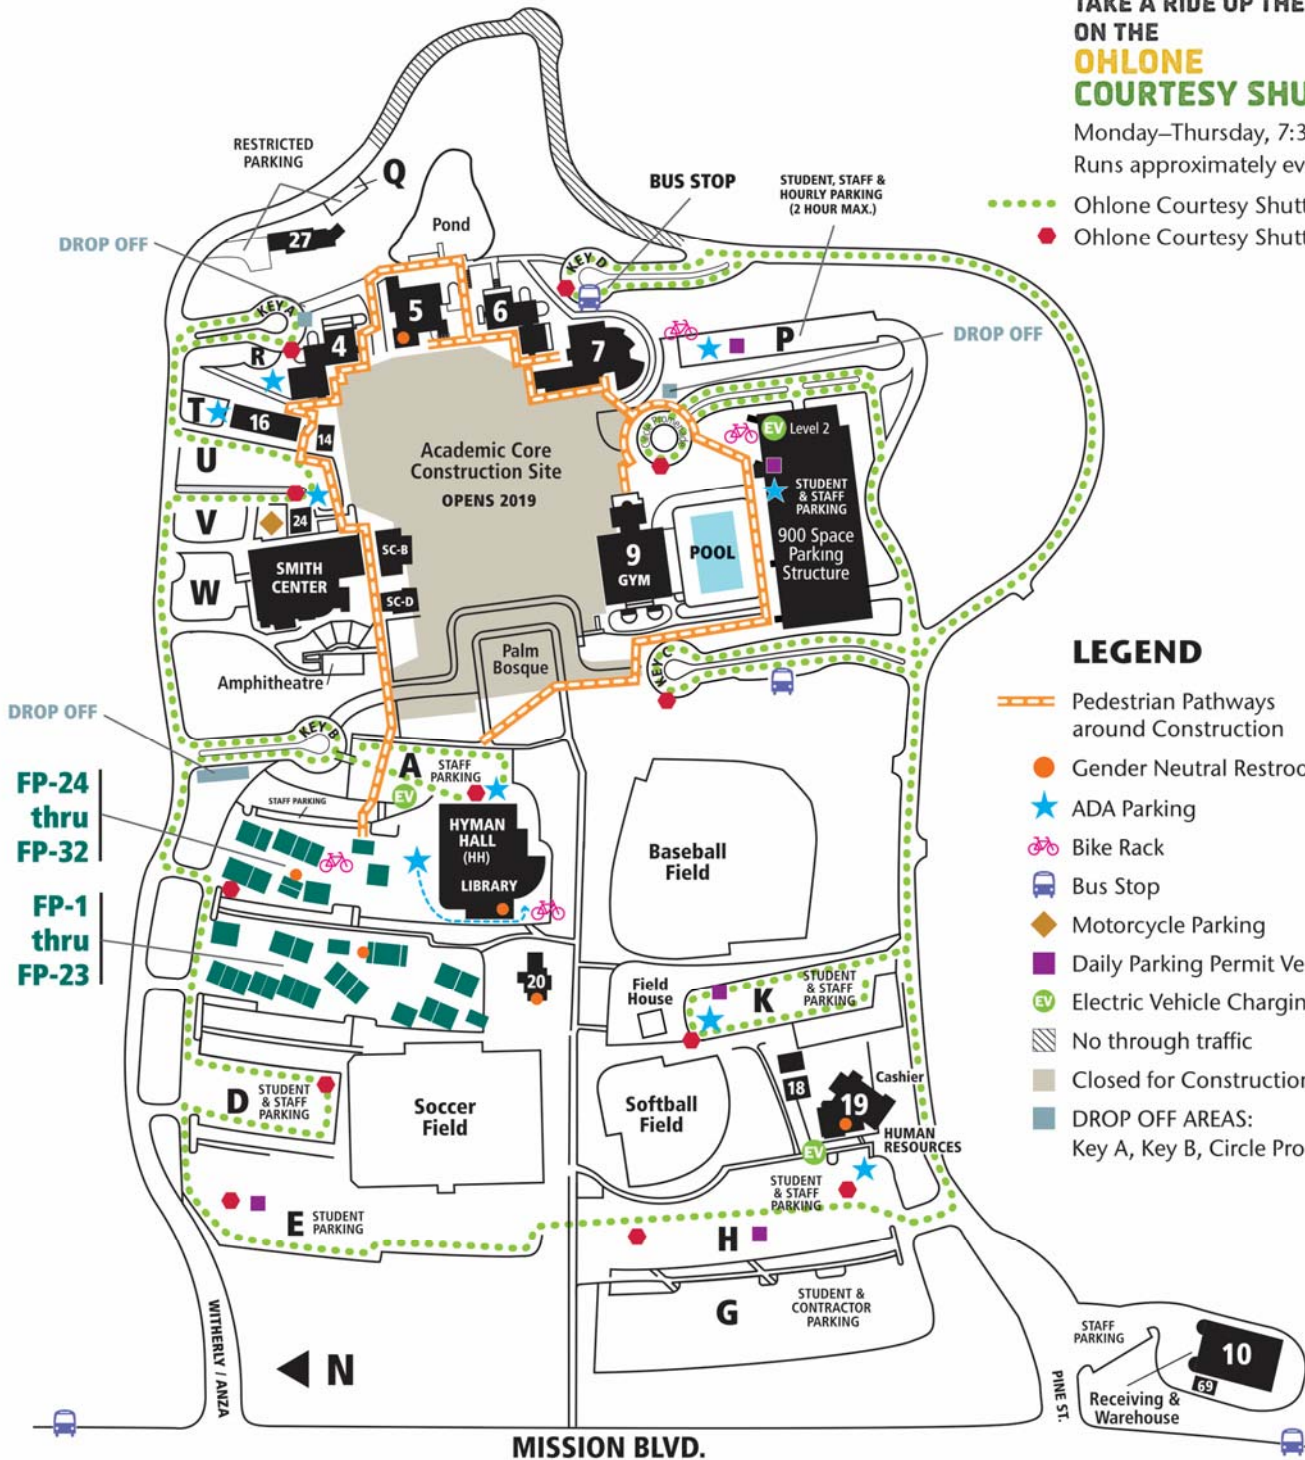 TAKE A RIDE UP THE
ON THE
OHLONE
COURTESY SHU
Monday–Thursday, 7:3
Runs approximately ev
Ohlone Courtesy Shutt
Ohlone Courtesy Shutt
RESTRICTED
PARKING
Q
BUS STOP
STUDENT, STAFF &
HOURLY PARKING
(2 HOUR MAX.)
Pond
27
DROP OFF
KEY D
KEY A
5
6
4
7
P
DROP OFF
R
T
16
14
EV Level 2
U
Academic Core
Construction Site
OPENS 2019
STUDENT
& STAFF
PARKING
V
24
900 Space
Parking
Structure
SC-B
9
GYM
POOL
SMITH
CENTER
W
SC-D
Palm
Bosque
KEY C
Amphitheatre
DROP OFF
KEY B
A
STAFF
PARKING
EV
STAFF PARKING
FP-24
thru
FP-32
HYMAN
HALL
(HH)
LIBRARY
Baseball
Field
FP-1
thru
FP-23
20
Field
House
K
STUDENT
& STAFF
PARKING
18
Cashier
19
D
STUDENT
& STAFF
PARKING
Soccer
Field
Softball
Field
HUMAN
RESOURCES
EV
STUDENT
& STAFF
PARKING
E
STUDENT
PARKING
H
G
STUDENT &
CONTRACTOR
PARKING
WITHERLY / ANZA
N
STAFF
PARKING
10
69
PINE ST.
Receiving &
Warehouse
MISSION BLVD.
LEGEND
Pedestrian Pathways
around Construction
Gender Neutral Restroo
ADA Parking
Bike Rack
Bus Stop
Motorcycle Parking
Daily Parking Permit Ve
EV Electric Vehicle Chargin
No through traffic
Closed for Construction
DROP OFF AREAS:
Key A, Key B, Circle Pro